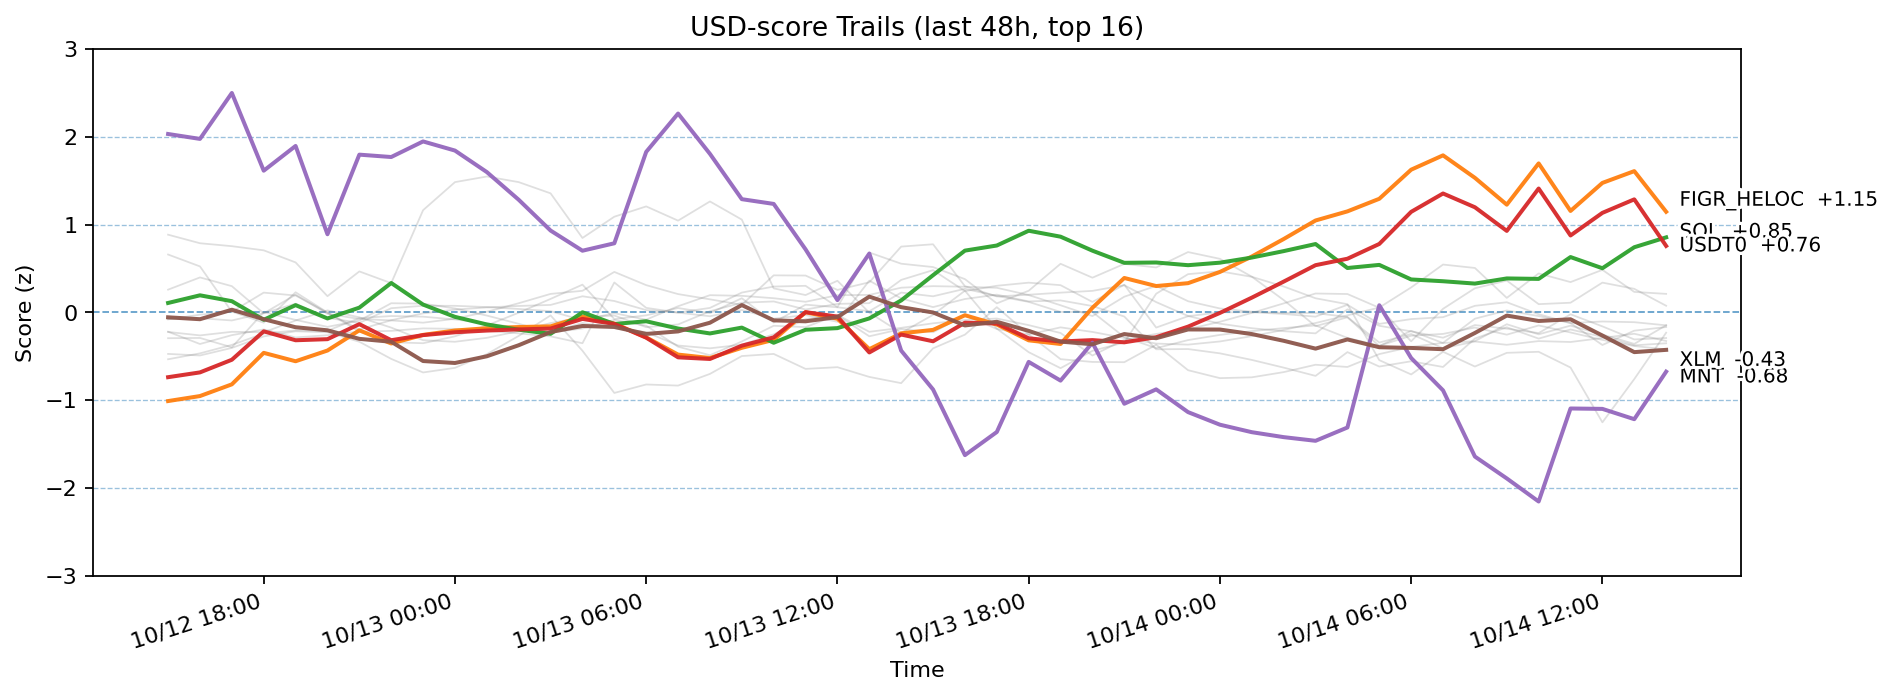 USD-score Trails (last 48h, top 16)
Score (z)
3
2
1
0
−1
−2
−3
FIGR_HELOC +1.15
SOL +0.85
USDT0 +0.76
XLM -0.43
MNT -0.68
10/12 18:00
10/13 00:00
10/13 06:00
10/13 12:00
10/13 18:00
10/14 00:00
10/14 06:00
10/14 12:00
Time